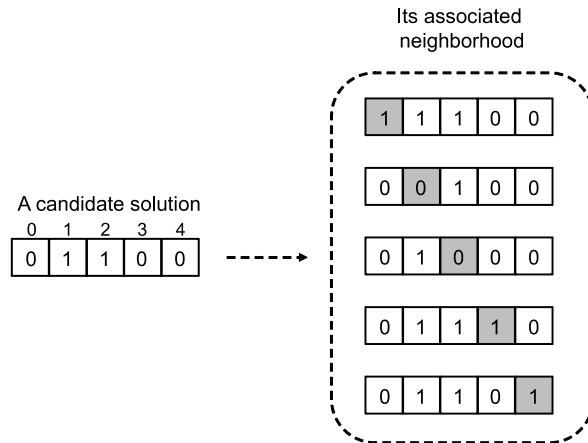 Its associated
neighborhood
1 1 1 0 0
0 0 1 0 0
A candidate solution
0 1 2 3 4
0 1 1 0 0
0 1 0 0 0
0 1 1 1 0
0 1 1 0 1